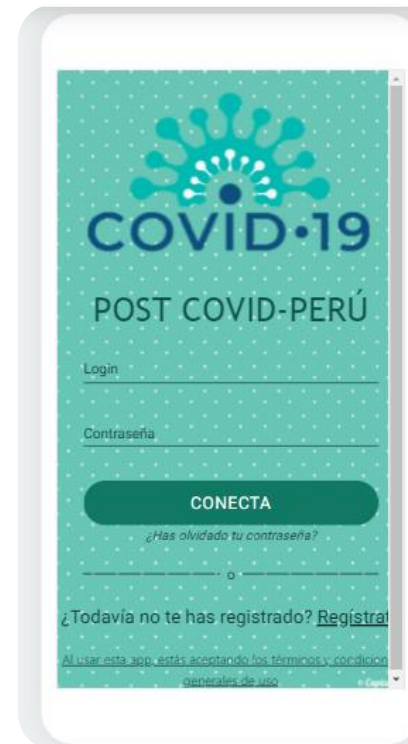 COVID·19
POST COVID-PERÚ
Login
Contraseña
CONECTA
¿Has olvidado tu contraseña?
o
¿Todavía no te has registrado? Regístrat
Al usar esta app, estás aceptando los términos y condicion
generales de uso